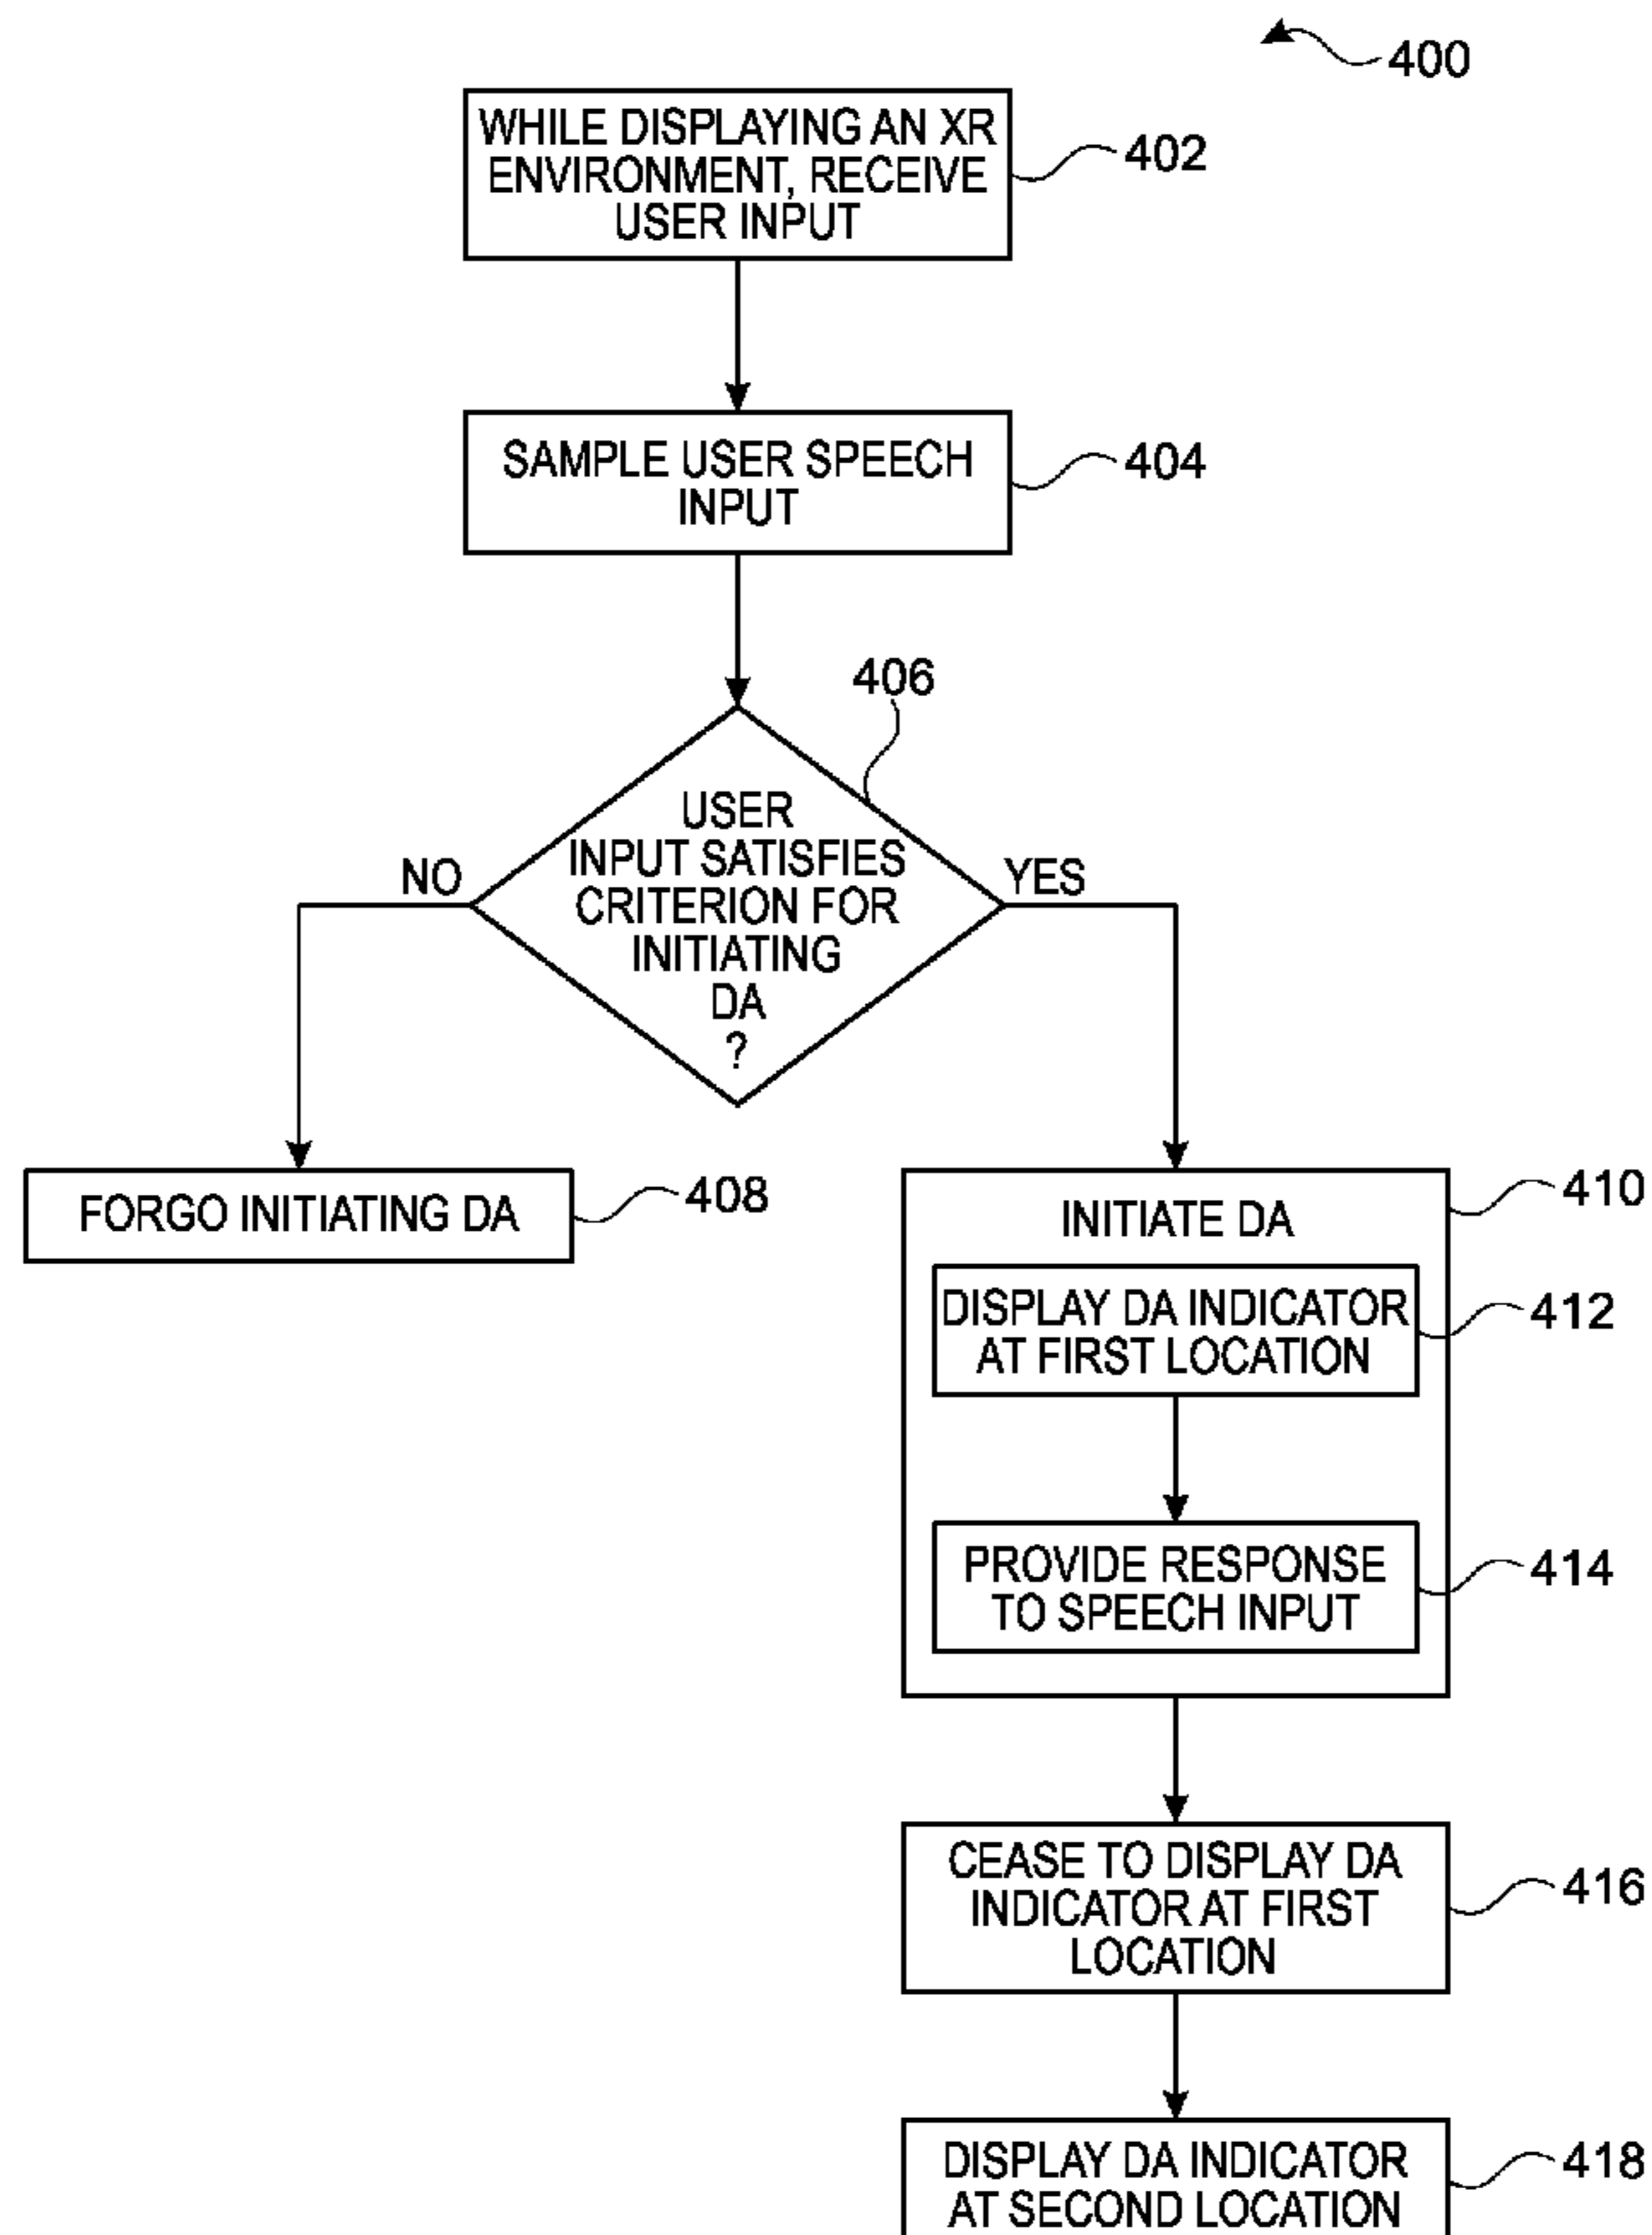 400
WHILE DISPLAYING AN XR
ENVIRONMENT, RECEIVE
USER INPUT
402
SAMPLE USER SPEECH
INPUT
404
406
USER
INPUT SATISFIES
CRITERION FOR
INITIATING
DA
?
NO
YES
FORGO INITIATING DA
408
INITIATE DA
410
DISPLAY DA INDICATOR
AT FIRST LOCATION
412
PROVIDE RESPONSE
TO SPEECH INPUT
414
CEASE TO DISPLAY DA
INDICATOR AT FIRST
LOCATION
416
DISPLAY DA INDICATOR
AT SECOND LOCATION
418